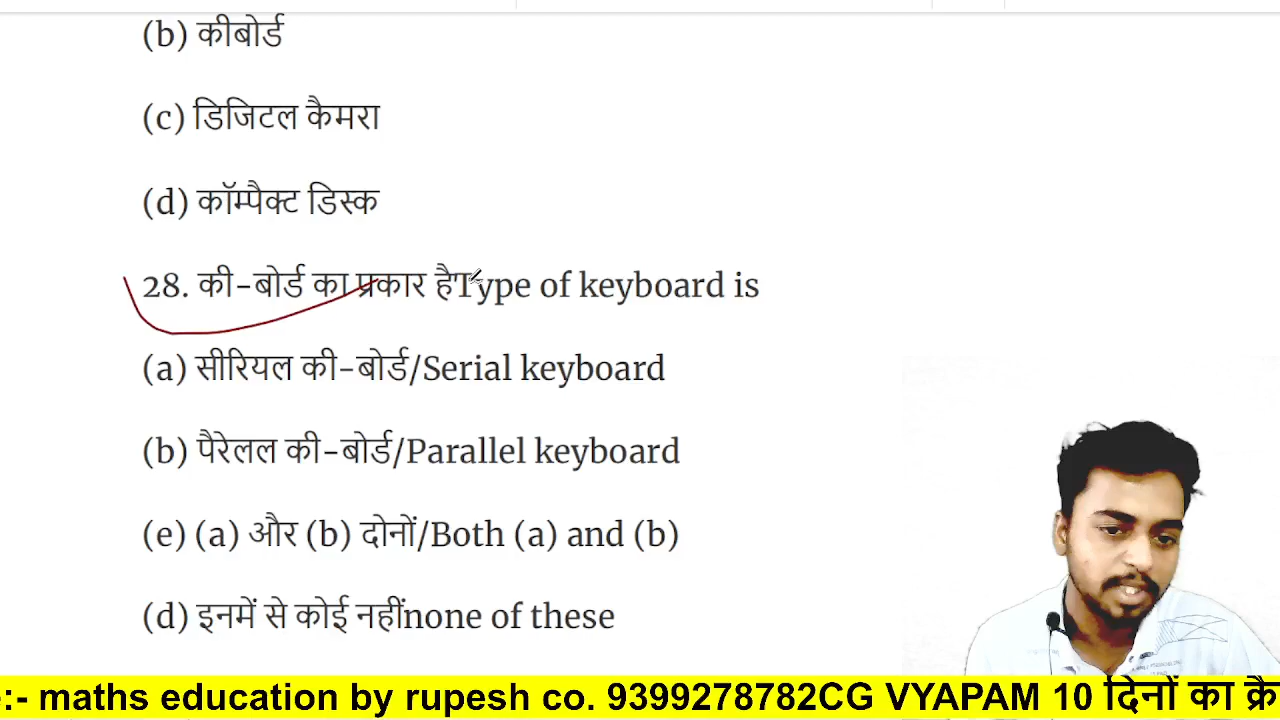 (b) कीबोर्ड
(c) डिजिटल कैमरा
(d) कॉम्पैक्ट डिस्क
28. की-बोर्ड का प्रकार हैType of keyboard is
(a) सीरियल की-बोर्ड/Serial keyboard
(b) पैरेलल की-बोर्ड/Parallel keyboard
(e) (a) और (b) दोनों/Both (a) and (b)
(d) इनमें से कोई नहींnone of these
:- maths education by rupesh co. 9399278782CG VYAPAM 10 दिनों का क्रै